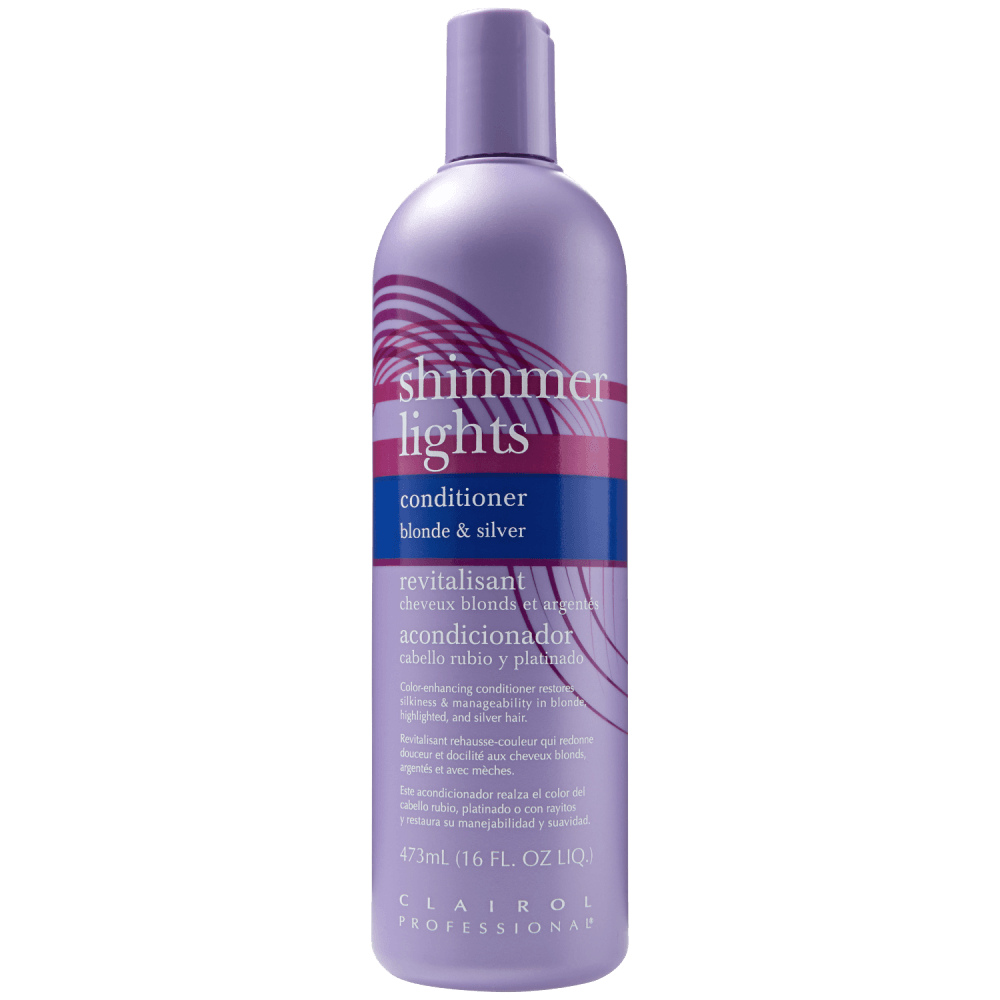 shimmer
lights
conditioner
blonde & silver
revitalisant
cheveux blonds et argentés
acondicionador
cabello rubio y platinado
Color-enhancing conditioner restores
silkiness & manageability in blonde,
highlighted, and silver hair.
Revitalisant rehausse-couleur qui redonne
douceur et docilité aux cheveux blonds,
argentés et avec mèches.
Este acondicionador realza el color del
cabello rubio, platinado o con rayitos
y restaura su manejabilidad y suavidad.
473mL (16 FL. OZ LIQ.)
CLAIROL
PROFESSIONAL®